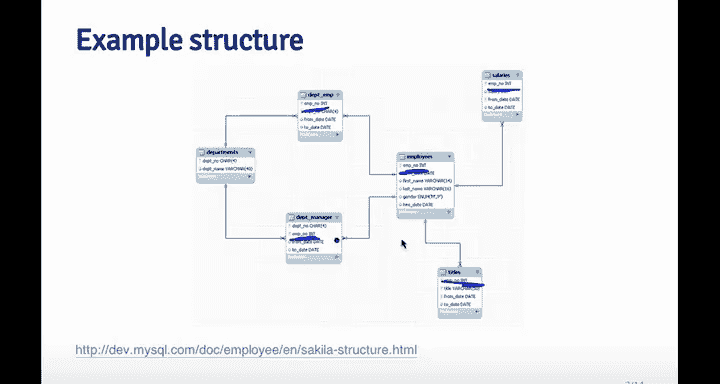 Example structure
salaries
emp_no INT
from_date DATE
to_date DATE
dept_emp
emp_no INT
from_date DATE
to_date DATE
departments
dept_no CHAR(4)
dept_name VARCHAR(40)
employees
emp_no INT
first_name VARCHAR(14)
last_name VARCHAR(16)
hire_date DATE
dept_manager
dept_no CHAR(4)
emp_no INT
to_date DATE
titles
from_date DATE
to_date DATE
http://dev.mysql.com/doc/employee/en/sakila-structure.html